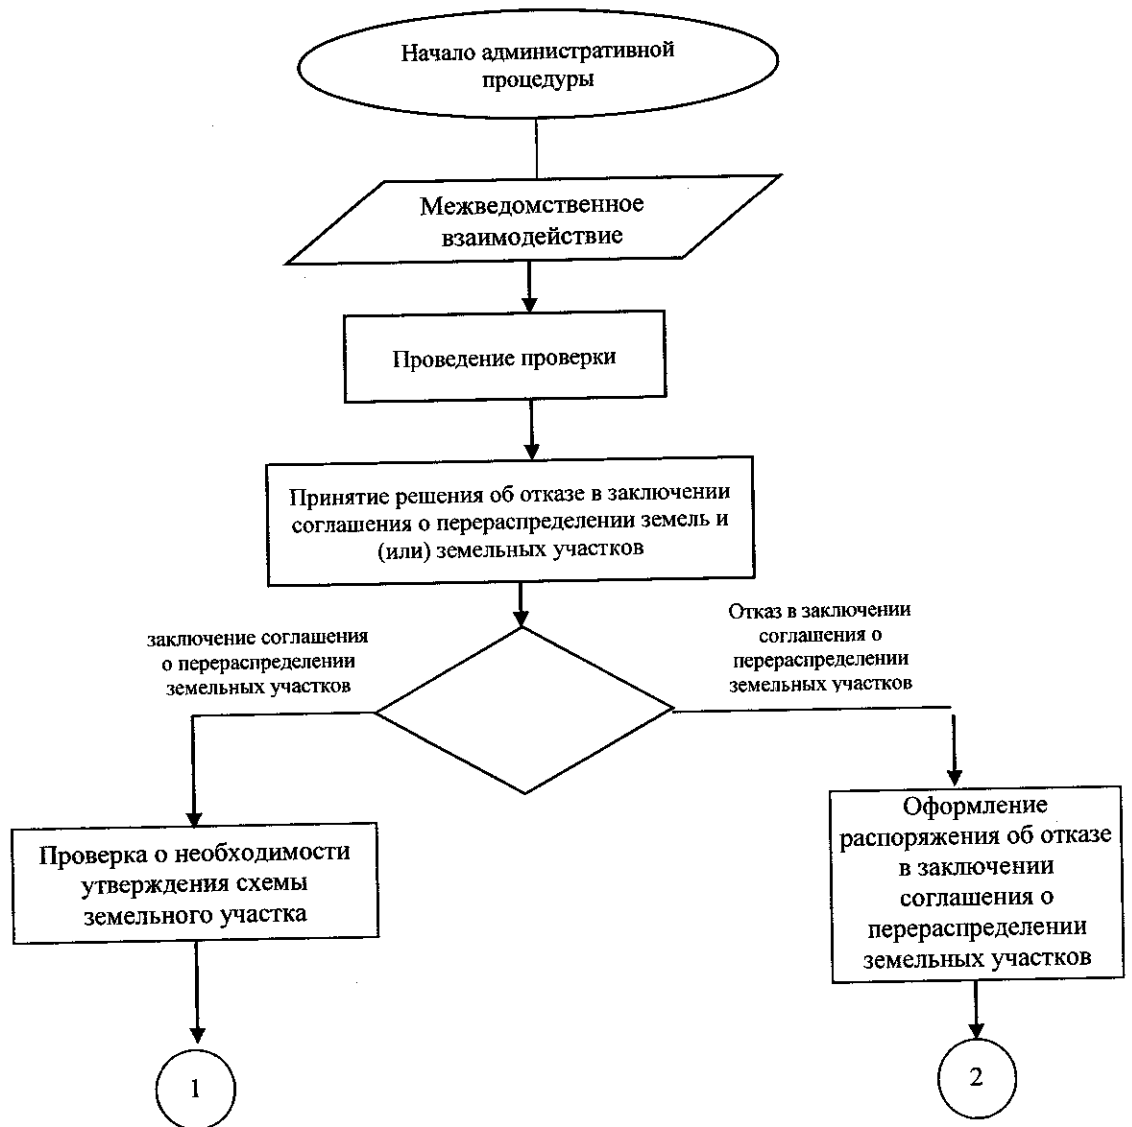 Начало административной
процедуры
Межведомственное
взаимодействие
Проведение проверки
Принятие решения об отказе в заключении
соглашения о перераспределении земель и
(или) земельных участков
заключение соглашения
о перераспределении
земельных участков
Отказ в заключении
соглашения о
перераспределении
земельных участков
Проверка о необходимости
утверждения схемы
земельного участка
Оформление
распоряжения об отказе
в заключении
соглашения о
перераспределении
земельных участков
1
2